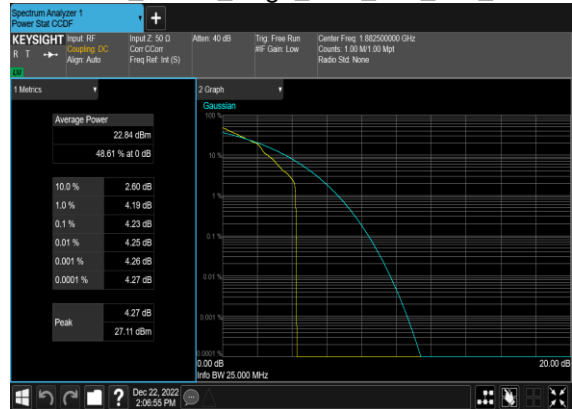 Spectrum Analyzer 1
Power Stat CCDF
+
KEYSIGHT
R T
LW
Input: RF
Coupling: DC
Align: Auto
Input Z: 50 Ω
Corr CCorr
Freq Ref: Int (S)
Atten: 40 dB
Trig: Free Run
#IF Gain: Low
Center Freq: 1.882500000 GHz
Counts: 1.00 M/1.00 Mpt
Radio Std: None
1 Metrics
Average Power
22.84 dBm
48.61 % at 0 dB
10.0 % 2.60 dB
1.0 % 4.19 dB
0.1 % 4.23 dB
0.01 % 4.25 dB
0.001 % 4.26 dB
0.0001 % 4.27 dB
Peak
4.27 dB
27.11 dBm
2 Graph
Gaussian
100 %
10 %
1 %
0.1 %
0.01 %
0.001 %
0.0001 %
0.00 dB 20.00 dB
Info BW 25.000 MHz
?
Dec 22, 2022
2:06:55 PM